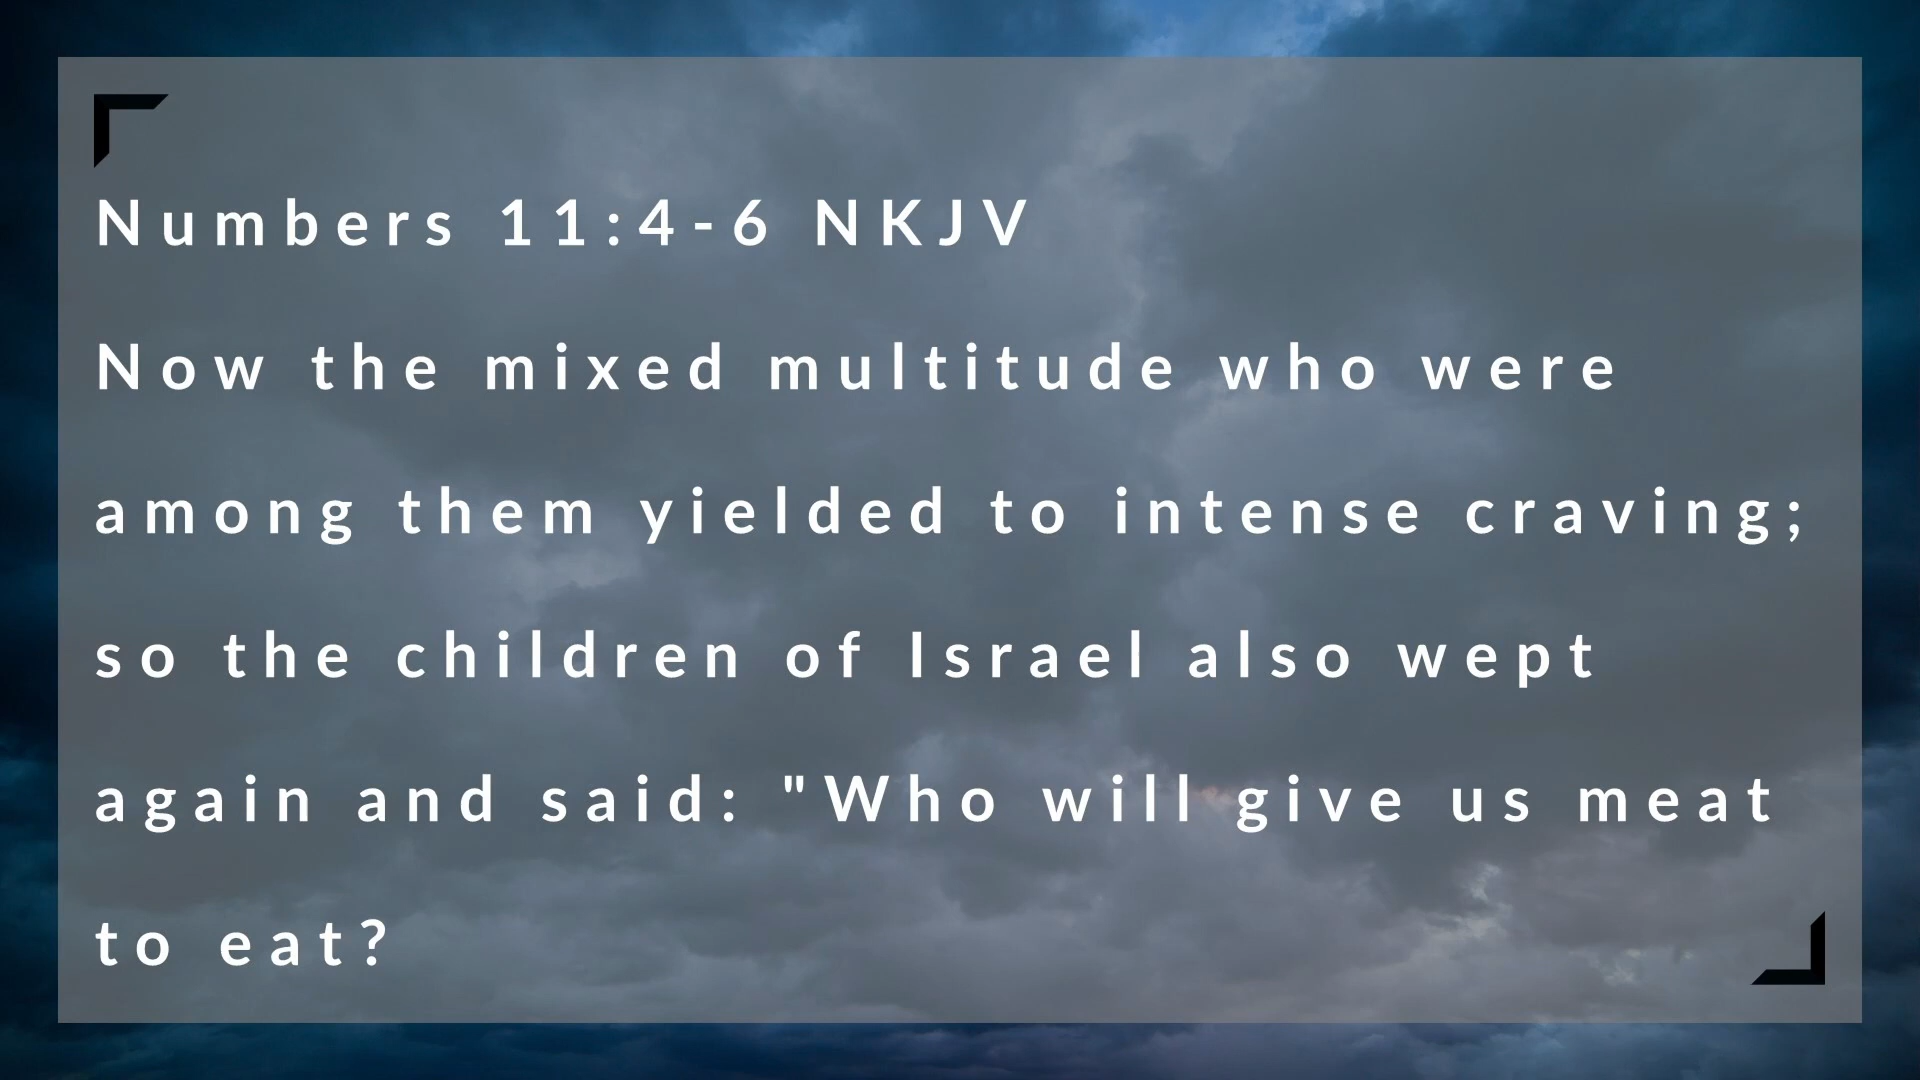 Numbers 11:4-6 NKJV
Now the mixed multitude who were
among them yielded to intense craving;
so the children of Israel also wept
again and said: "Who will give us meat
to eat?